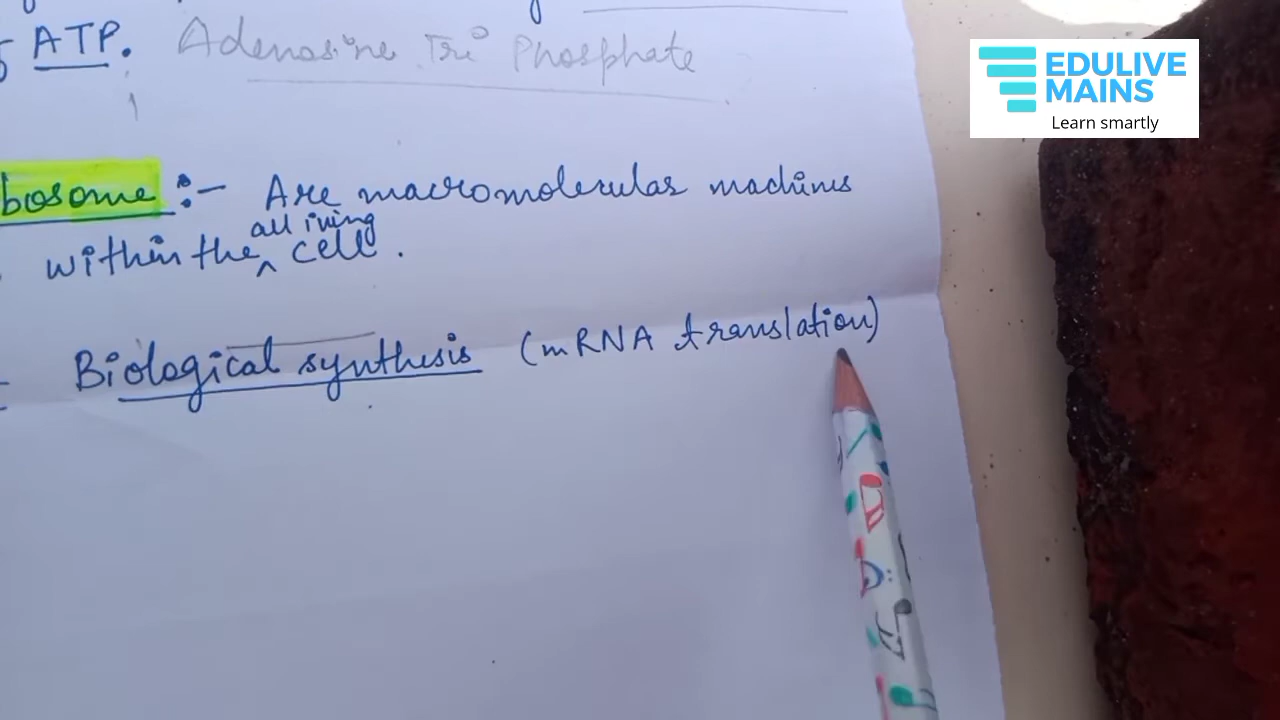 ATP. Adenosine Tri Phosphate
EDULIVE
MAINS
Learn smartly
bosome :- Are macromolecular machines
all iving
within the ^ cell .
Biological synthesis (mRNA translation)